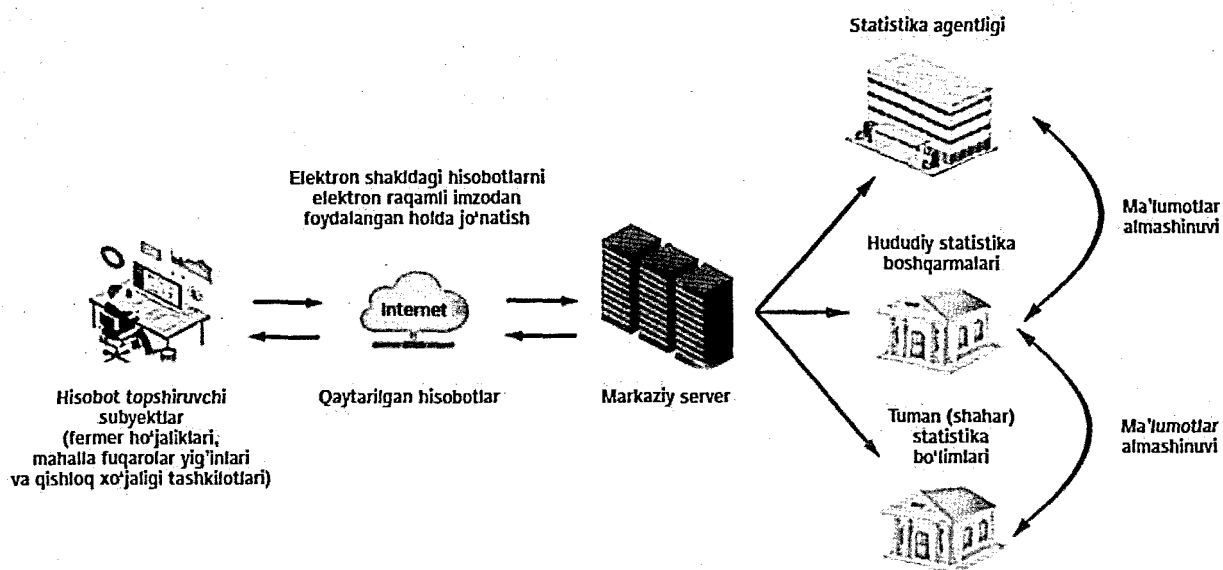 Statistika agentligi
Elektron shakldagi hisobotlarni
elektron raqamli imzodan
foydalangan holda jo'natish
Ma'lumotlar
almashinuvi
Hududiy statistika
boshqarmalari
Internet
Hisobot topshiruvchi
subyektlar
(fermer ho'jaliklari,
mahalla fuqarolar yig'inlari
va qishloq xo'jaligi tashkilotlari)
Qaytarilgan hisobotlar
Markaziy server
Tuman (shahar)
statistika
bo'limlari
Ma'lumotlar
almashinuvi